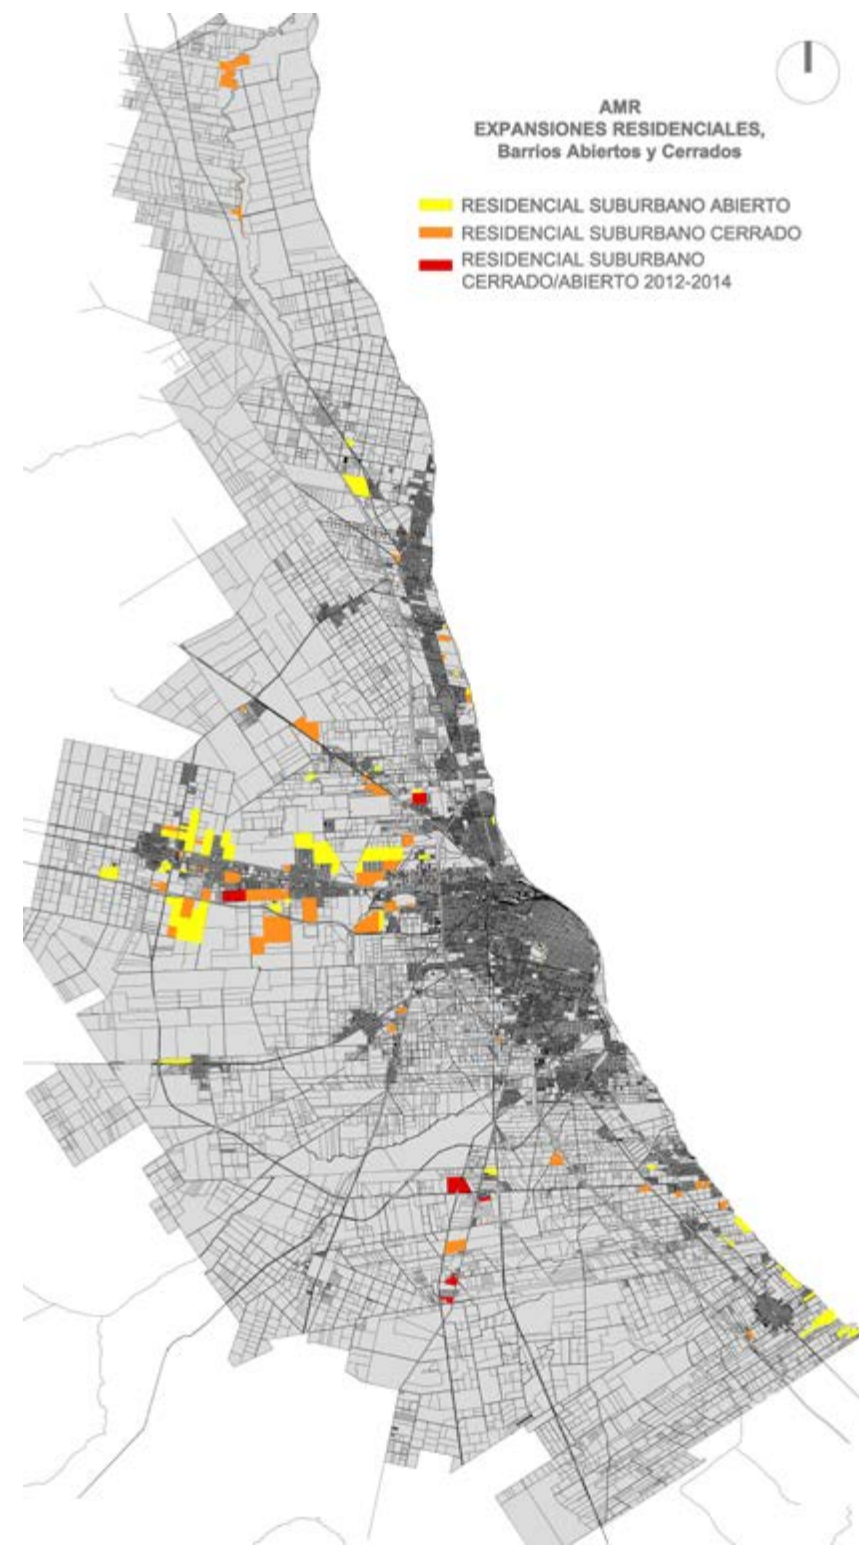 AMR
EXPANSIONES RESIDENCIALES,
Barrios Abiertos y Cerrados
RESIDENCIAL SUBURBANO ABIERTO
RESIDENCIAL SUBURBANO CERRADO
RESIDENCIAL SUBURBANO
CERRADO/ABIERTO 2012-2014